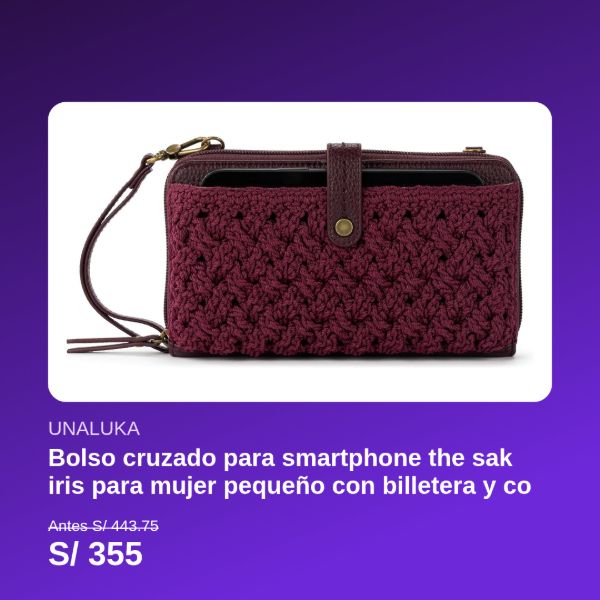 UNALUKA
Bolso cruzado para smartphone the sak
iris para mujer pequeño con billetera y co
Antes S/ 443.75
S/ 355